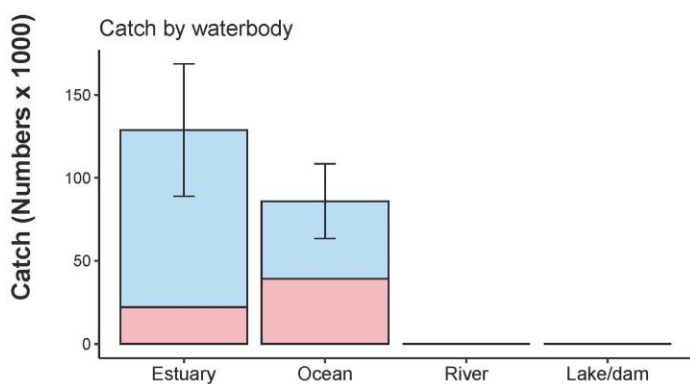 Catch by waterbody
Catch (Numbers x 1000)
150
100
50
0
Estuary
Ocean
River
Lake/dam